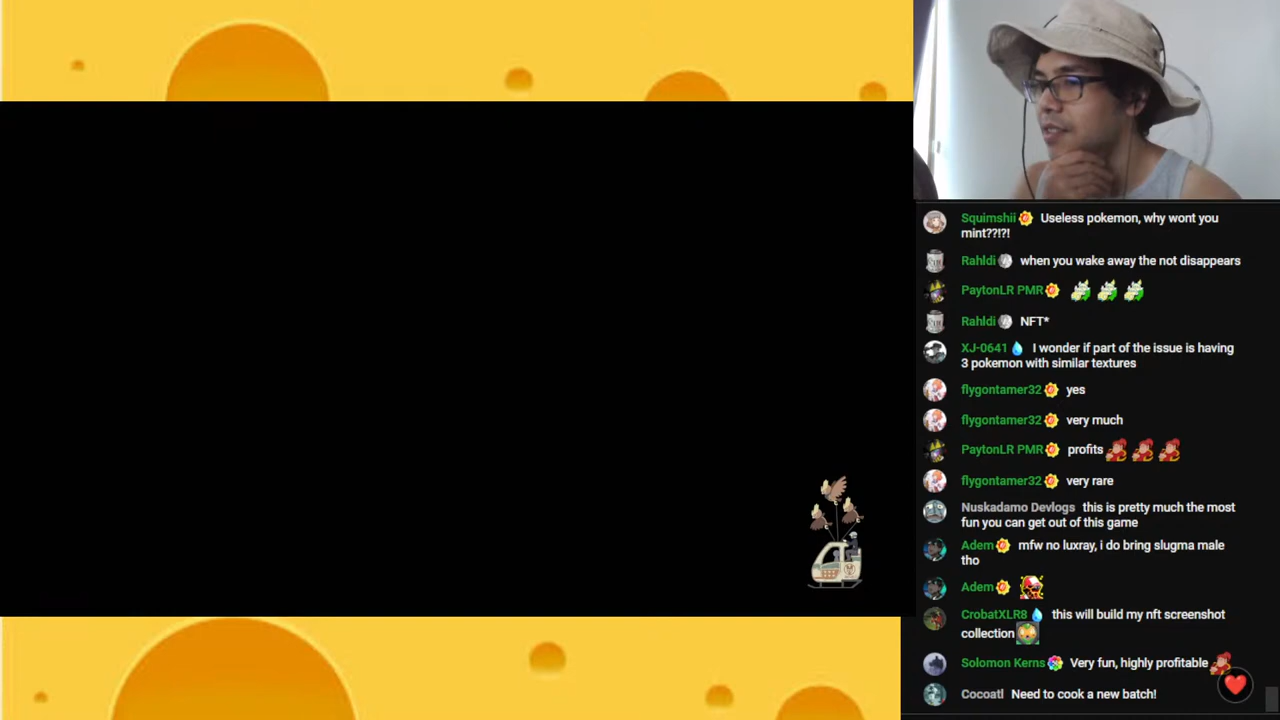 Squimshii Useless pokemon, why wont you
mint??!?!
Rahldi when you wake away the not disappears
PaytonLR PMR
Rahldi NFT*
XJ-0641 I wonder if part of the issue is having
3 pokemon with similar textures
flygontamer32 yes
flygontamer32 very much
PaytonLR PMR profits
flygontamer32 very rare
Nuskadamo Devlogs this is pretty much the most
fun you can get out of this game
Adem mfw no luxray, i do bring slugma male
tho
Adem
CrobatXLR8 this will build my nft screenshot
collection
Solomon Kerns Very fun, highly profitable
Cocoatl Need to cook a new batch!